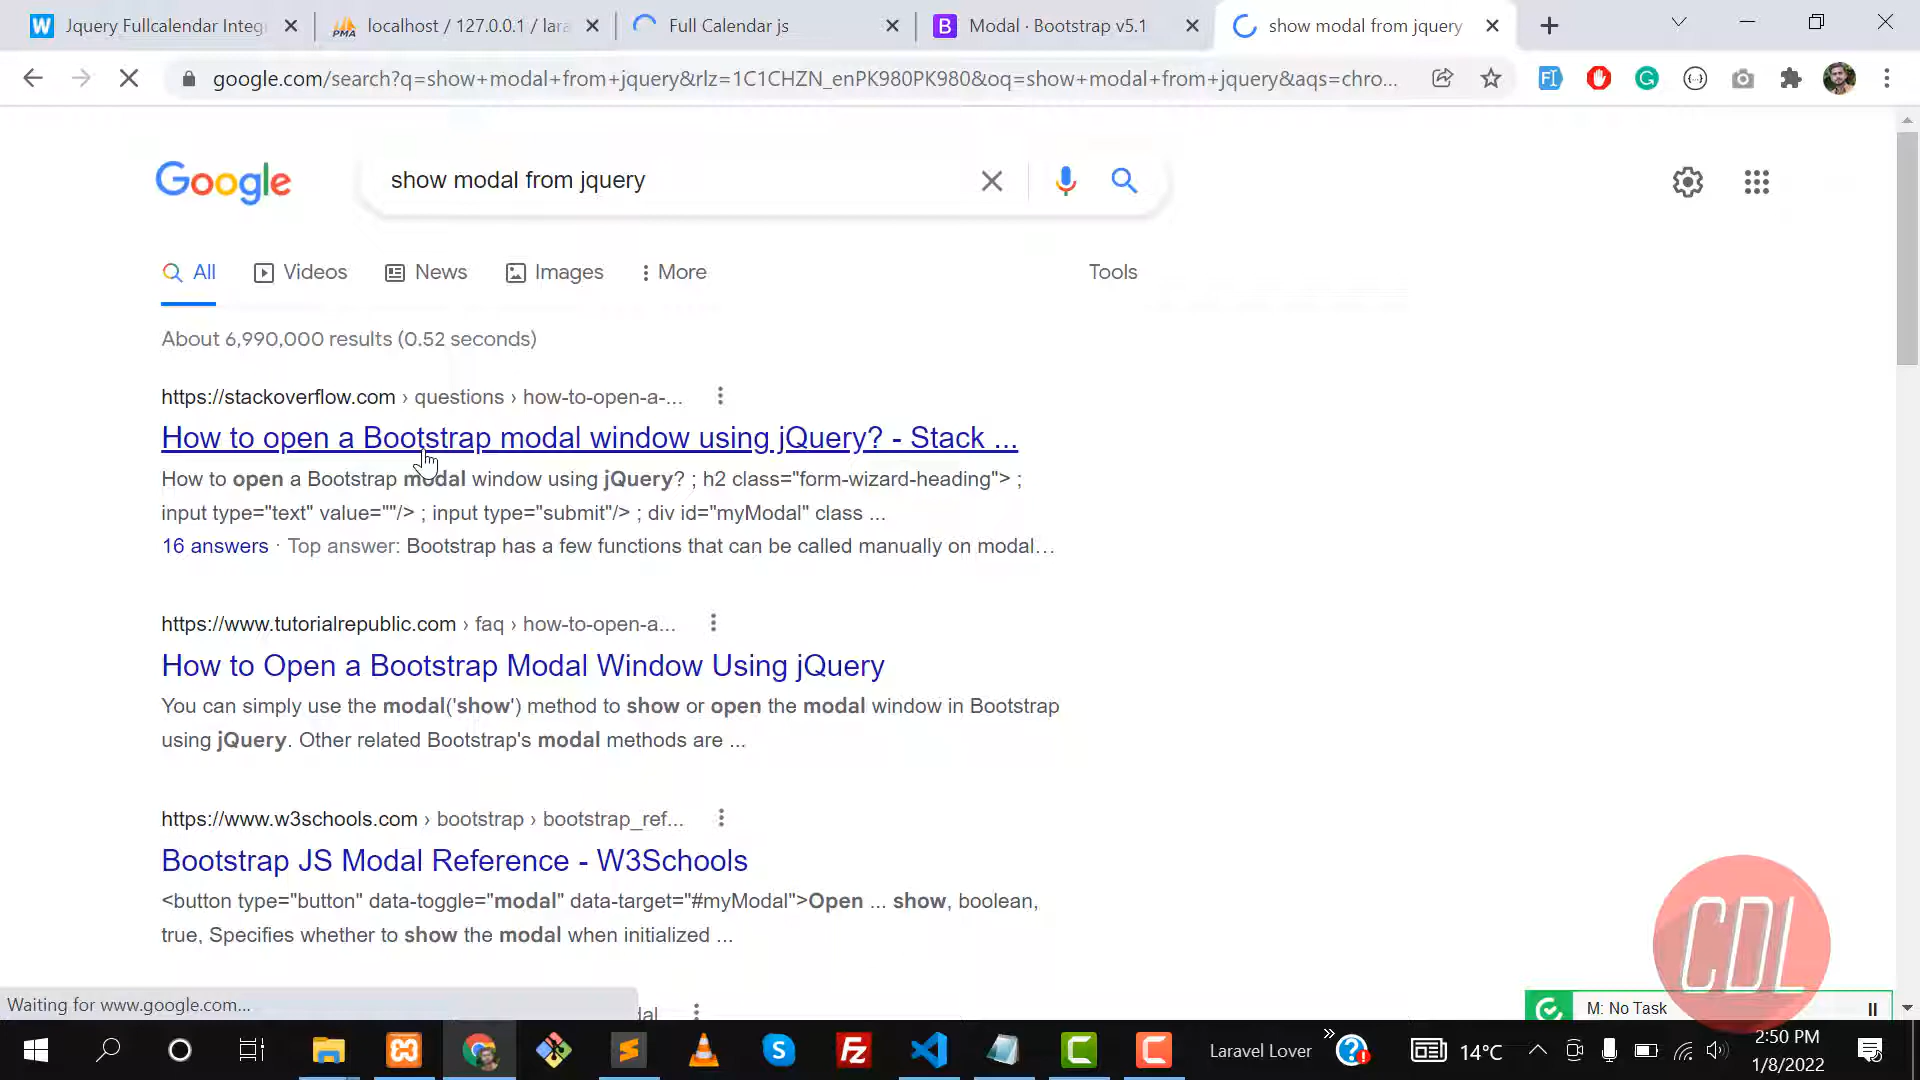 Jquery Fullcalendar Integ
localhost / 127.0.0.1 / lara
Full Calendar js
Modal · Bootstrap v5.1
show modal from jquery
google.com/search?q=show+modal+from+jquery&rlz=1C1CHZN_enPK980PK980&oq=show+modal+from+jquery&aqs=chro...
Google
show modal from jquery
All
Videos
News
Images
More
Tools
About 6,990,000 results (0.52 seconds)
https://stackoverflow.com › questions › how-to-open-a-...
How to open a Bootstrap modal window using jQuery? - Stack ...
How to open a Bootstrap modal window using jQuery? ; h2 class="form-wizard-heading"> ;
input type="text" value=""/> ; input type="submit"/> ; div id="myModal" class ...
16 answers · Top answer: Bootstrap has a few functions that can be called manually on modal...
https://www.tutorialrepublic.com › faq › how-to-open-a...
How to Open a Bootstrap Modal Window Using jQuery
You can simply use the modal('show') method to show or open the modal window in Bootstrap
using jQuery. Other related Bootstrap's modal methods are ...
https://www.w3schools.com › bootstrap › bootstrap_ref...
Bootstrap JS Modal Reference - W3Schools
<button type="button" data-toggle="modal" data-target="#myModal">Open ... show, boolean,
true, Specifies whether to show the modal when initialized ...
CDL
Waiting for www.google.com...
M: No Task
Laravel Lover
14°C
2:50 PM
1/8/2022